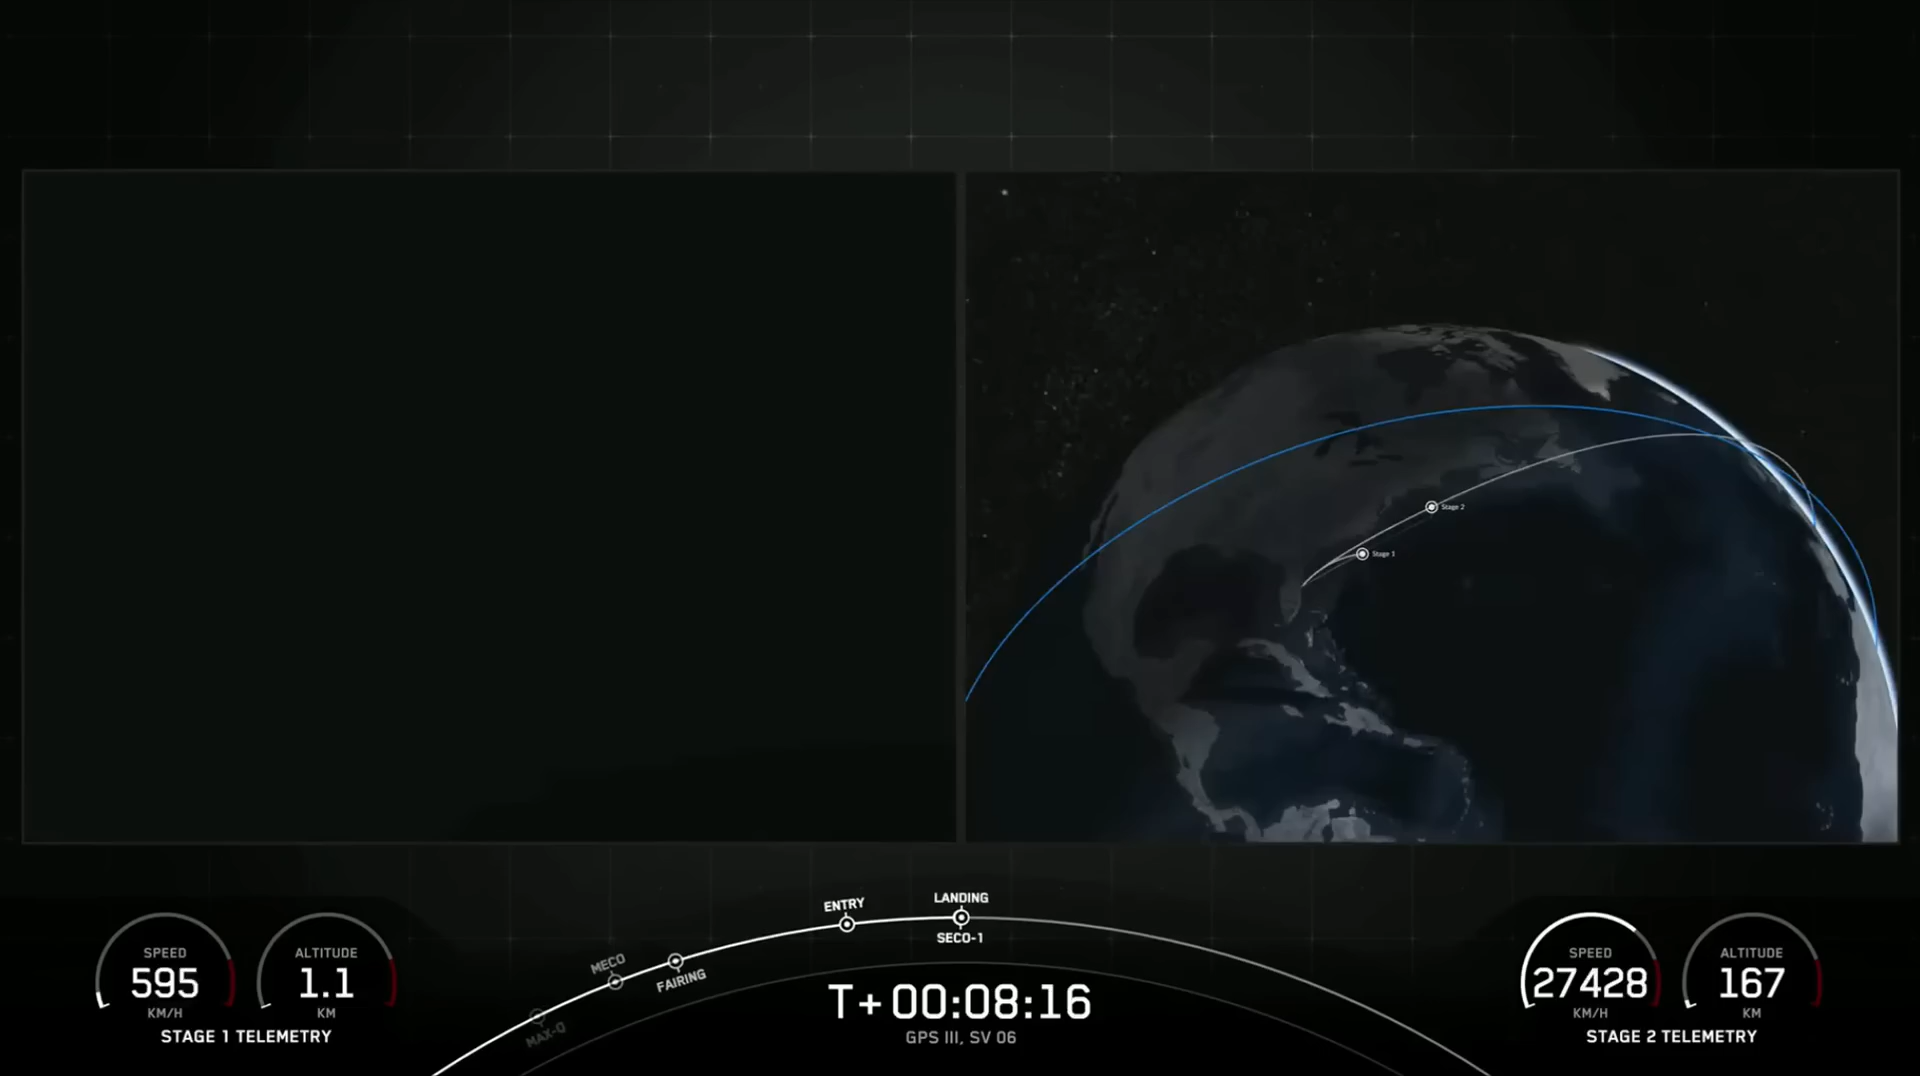 Stage 2
Stage 1
ENTRY
LANDING
SECO-1
MECO
FAIRING
MAX-Q
SPEED
595
KM/H
ALTITUDE
1.1
KM
STAGE 1 TELEMETRY
T+00:08:16
GPS III, SV 06
SPEED
27428
KM/H
ALTITUDE
167
KM
STAGE 2 TELEMETRY